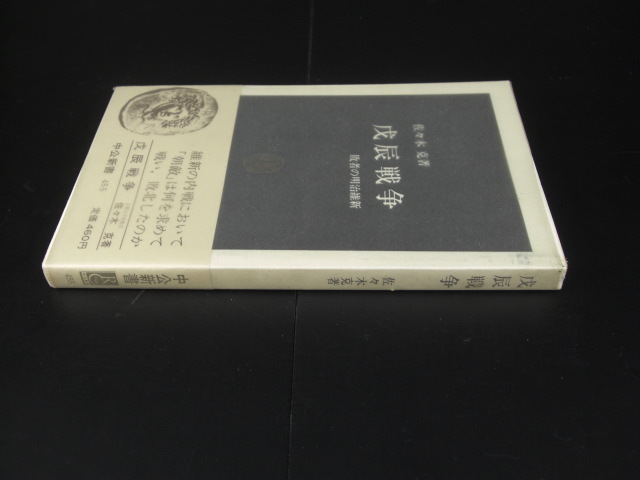 佐々木 克著
戊辰戦争
敗者の明治維新
維新の内戦において
「朝敵」は何を求めて
戦い、敗北したのか
戊辰戦争
佐々木 克著
中公新書 455
定価460円
戊辰戦争
佐々木克著
中公新書
455